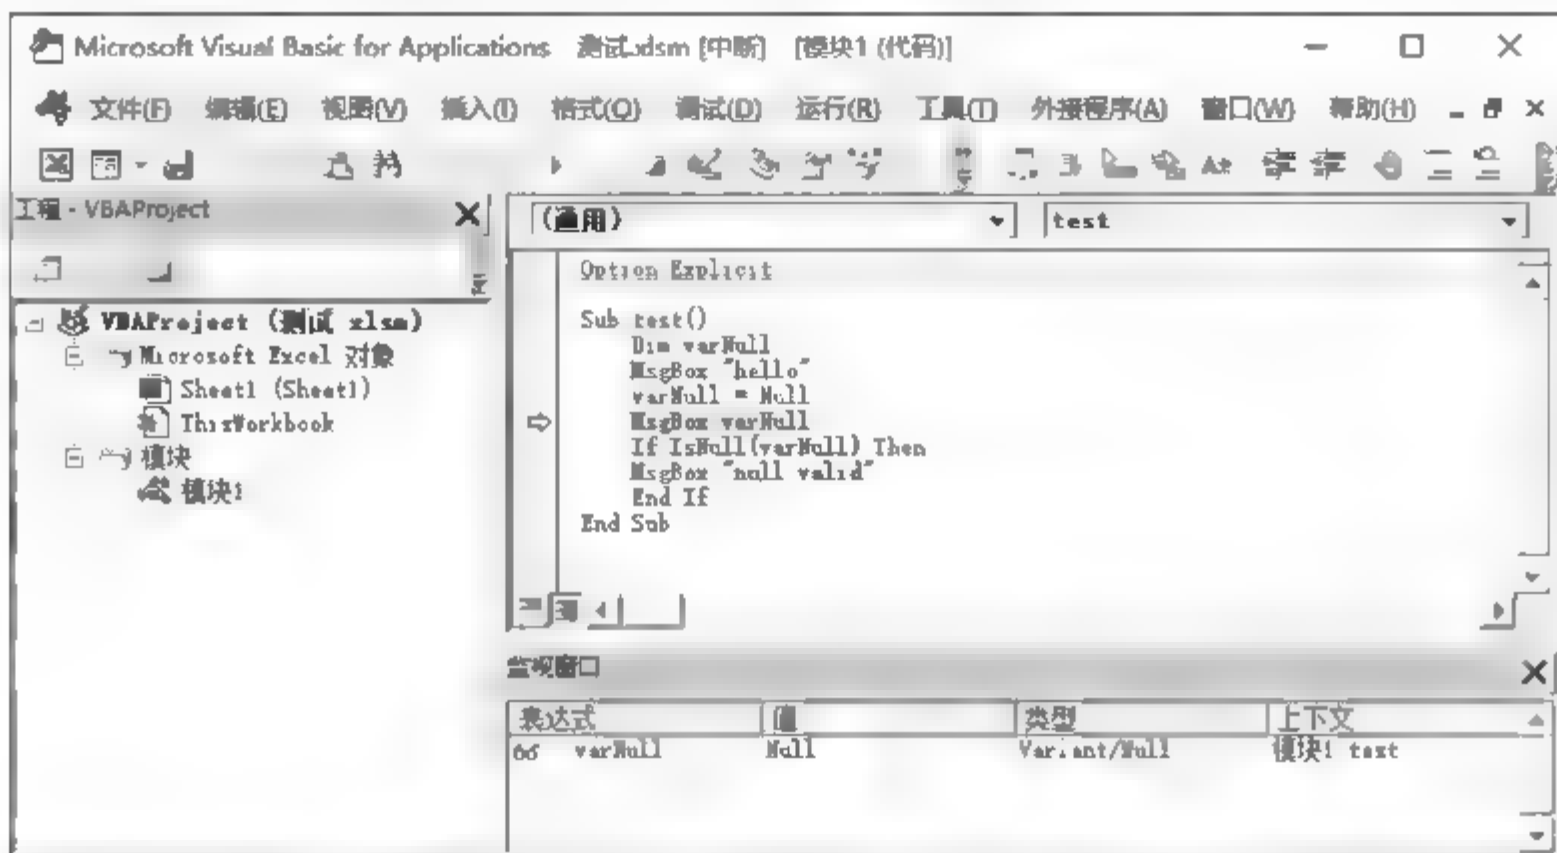 Microsoft Visual Basic for Applications 测试.xlsm [中断] [模块1 (代码)]
文件(F) 编辑(E) 视图(V) 插入(I) 格式(O) 调试(D) 运行(R) 工具(T) 外接程序(A) 窗口(W) 帮助(H)
工程 - VBAProject
(通用) test
VBAProject (测试.xlsm)
Microsoft Excel 对象
Sheet1 (Sheet1)
ThisWorkbook
模块
模块1
Option Explicit
Sub test()
Dim varNull
MsgBox "hello"
varNull = Null
MsgBox varNull
If IsNull(varNull) Then
MsgBox "null valid"
End If
End Sub
监视窗口
表达式 值 类型 上下文
varNull Null Variant/Null 模块1.test